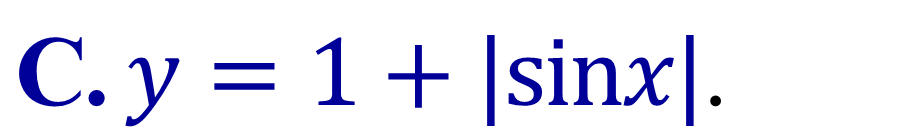 C. y = 1 + |sinx|.